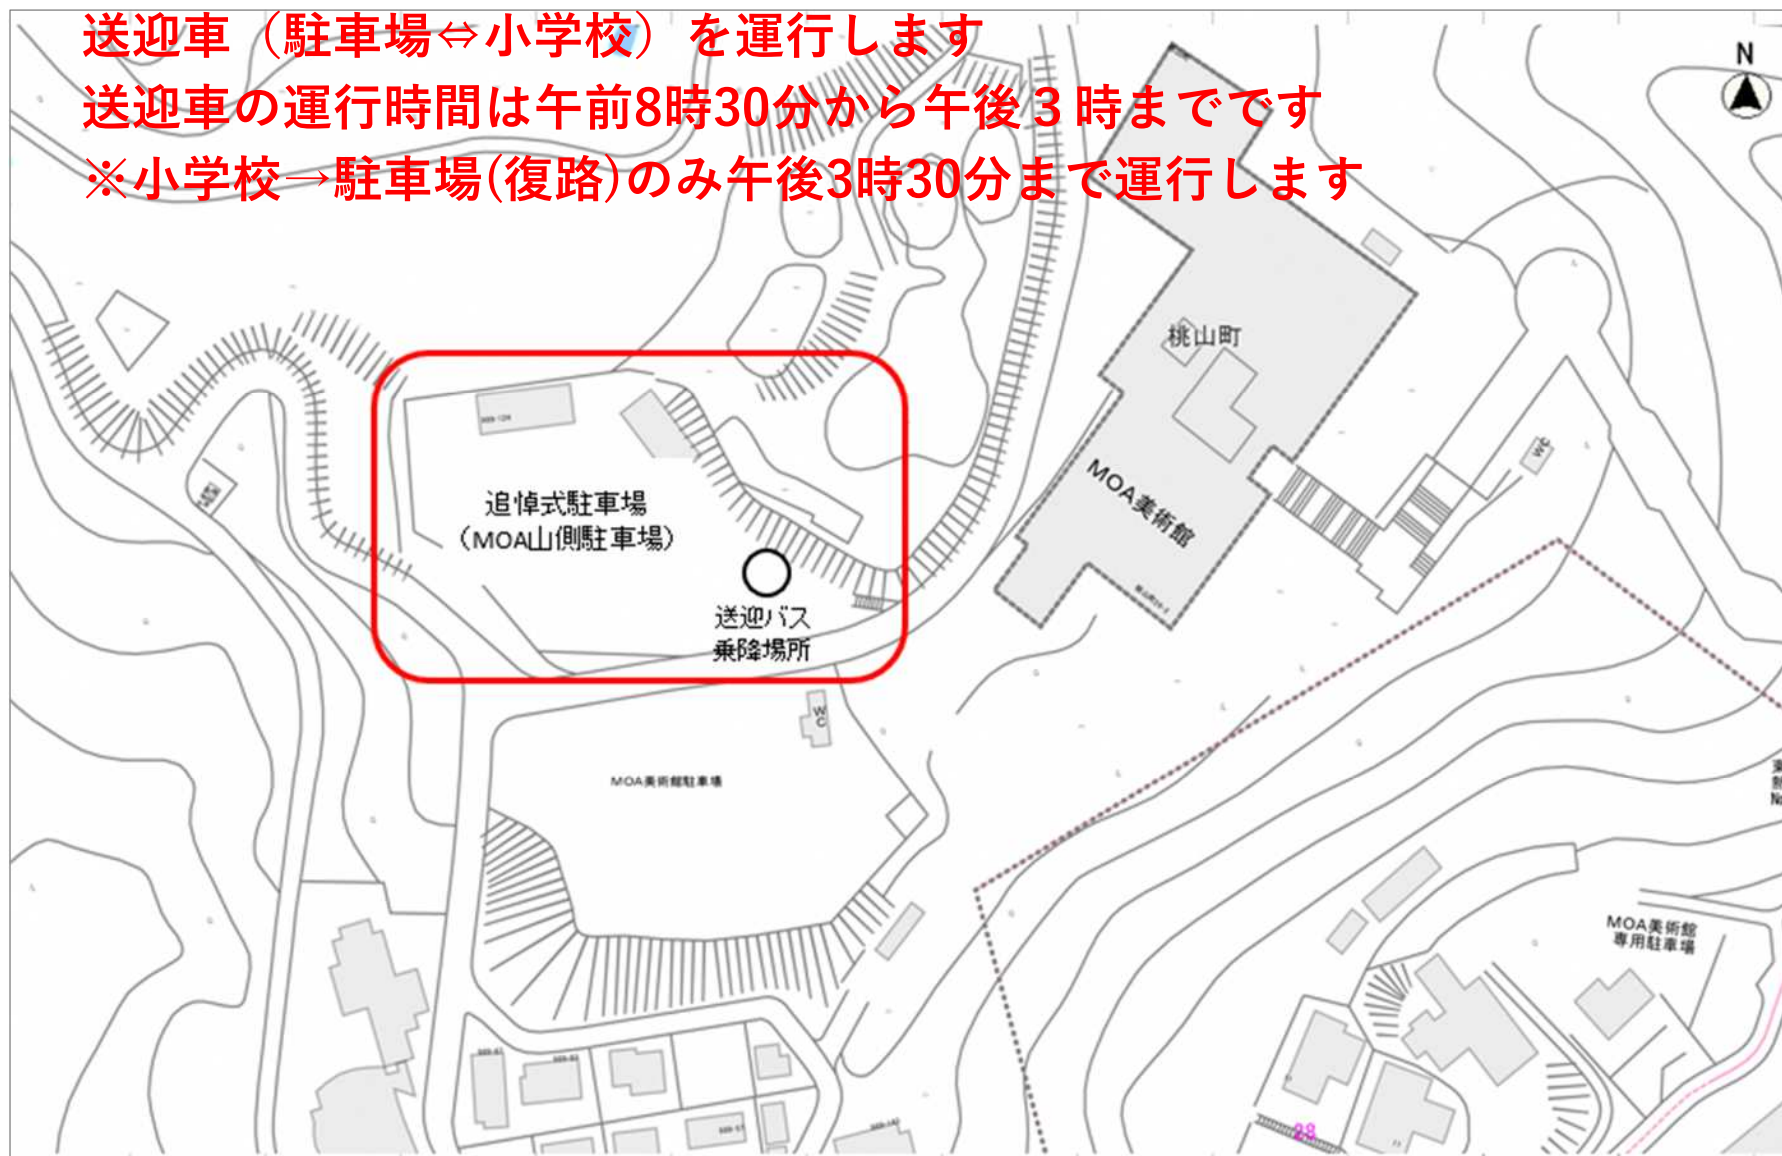 送迎車（駐車場⇔小学校）を運行します
送迎車の運行時間は午前8時30分から午後３時までです
※小学校→駐車場(復路)のみ午後3時30分まで運行します
N
桃山町
MOA美術館
WC
追悼式駐車場
（MOA山側駐車場）
送迎バス
乗降場所
WC
MOA美術館駐車場
MOA美術館
専用駐車場
28